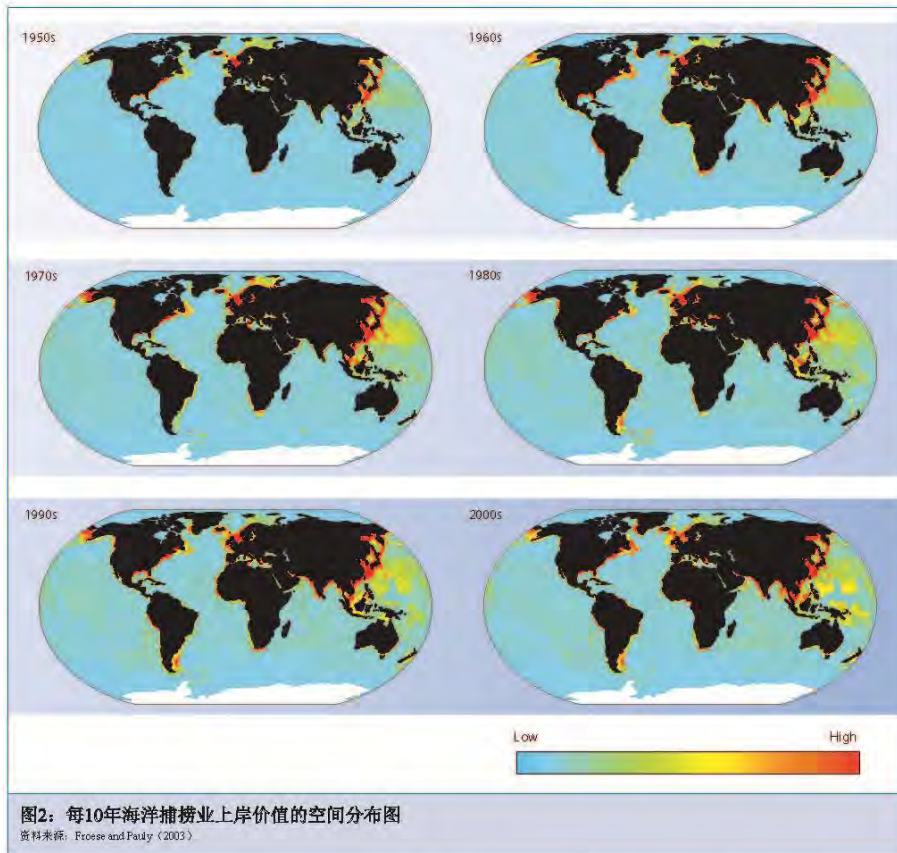 1950s
1960s
1970s
1980s
1990s
2000s
Low
High
图2：每10年海洋捕捞业上岸价值的空间分布图
资料来源：Froese and Pauly（2003）